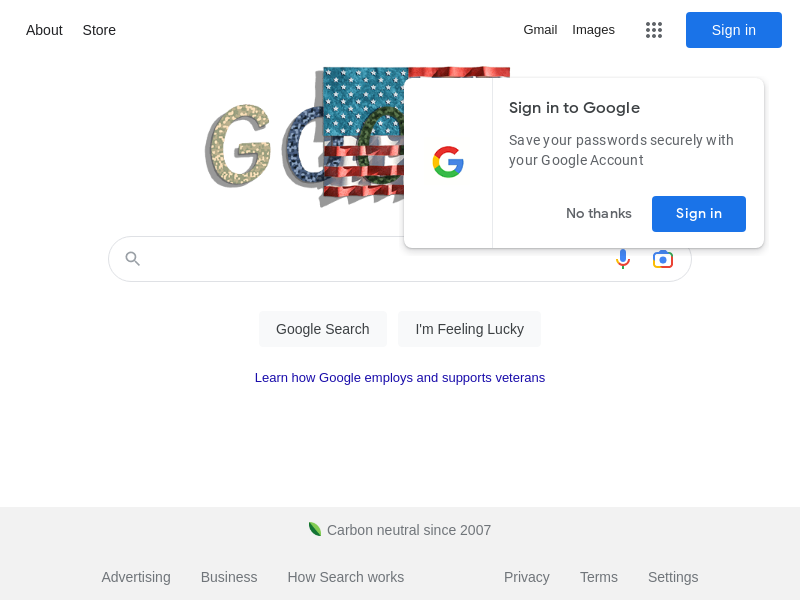 About Store Gmail Images Sign in
GO
Sign in to Google
Save your passwords securely with
your Google Account
No thanks Sign in
Google Search I'm Feeling Lucky
Learn how Google employs and supports veterans
Carbon neutral since 2007
Advertising Business How Search works Privacy Terms Settings